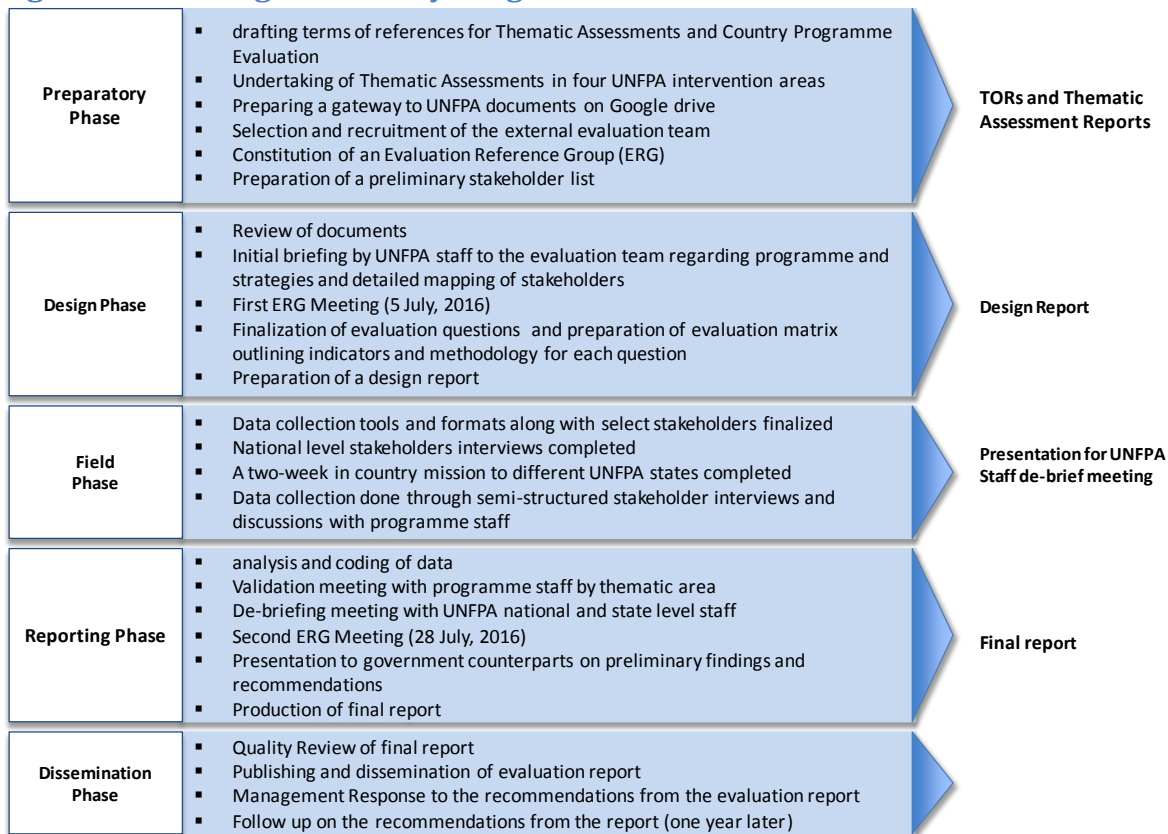 Preparatory
Phase
▪ drafting terms of references for Thematic Assessments and Country Programme
Evaluation
▪ Undertaking of Thematic Assessments in four UNFPA intervention areas
▪ Preparing a gateway to UNFPA documents on Google drive
▪ Selection and recruitment of the external evaluation team
▪ Constitution of an Evaluation Reference Group (ERG)
▪ Preparation of a preliminary stakeholder list
TORs and Thematic
Assessment Reports
Design Phase
▪ Review of documents
▪ Initial briefing by UNFPA staff to the evaluation team regarding programme and
strategies and detailed mapping of stakeholders
▪ First ERG Meeting (5 July, 2016)
▪ Finalization of evaluation questions and preparation of evaluation matrix
outlining indicators and methodology for each question
▪ Preparation of a design report
Design Report
Field
Phase
▪ Data collection tools and formats along with select stakeholders finalized
▪ National level stakeholders interviews completed
▪ A two-week in country mission to different UNFPA states completed
▪ Data collection done through semi-structured stakeholder interviews and
discussions with programme staff
Presentation for UNFPA
Staff de-brief meeting
Reporting Phase
▪ analysis and coding of data
▪ Validation meeting with programme staff by thematic area
▪ De-briefing meeting with UNFPA national and state level staff
▪ Second ERG Meeting (28 July, 2016)
▪ Presentation to government counterparts on preliminary findings and
recommendations
▪ Production of final report
Final report
Dissemination
Phase
▪ Quality Review of final report
▪ Publishing and dissemination of evaluation report
▪ Management Response to the recommendations from the evaluation report
▪ Follow up on the recommendations from the report (one year later)